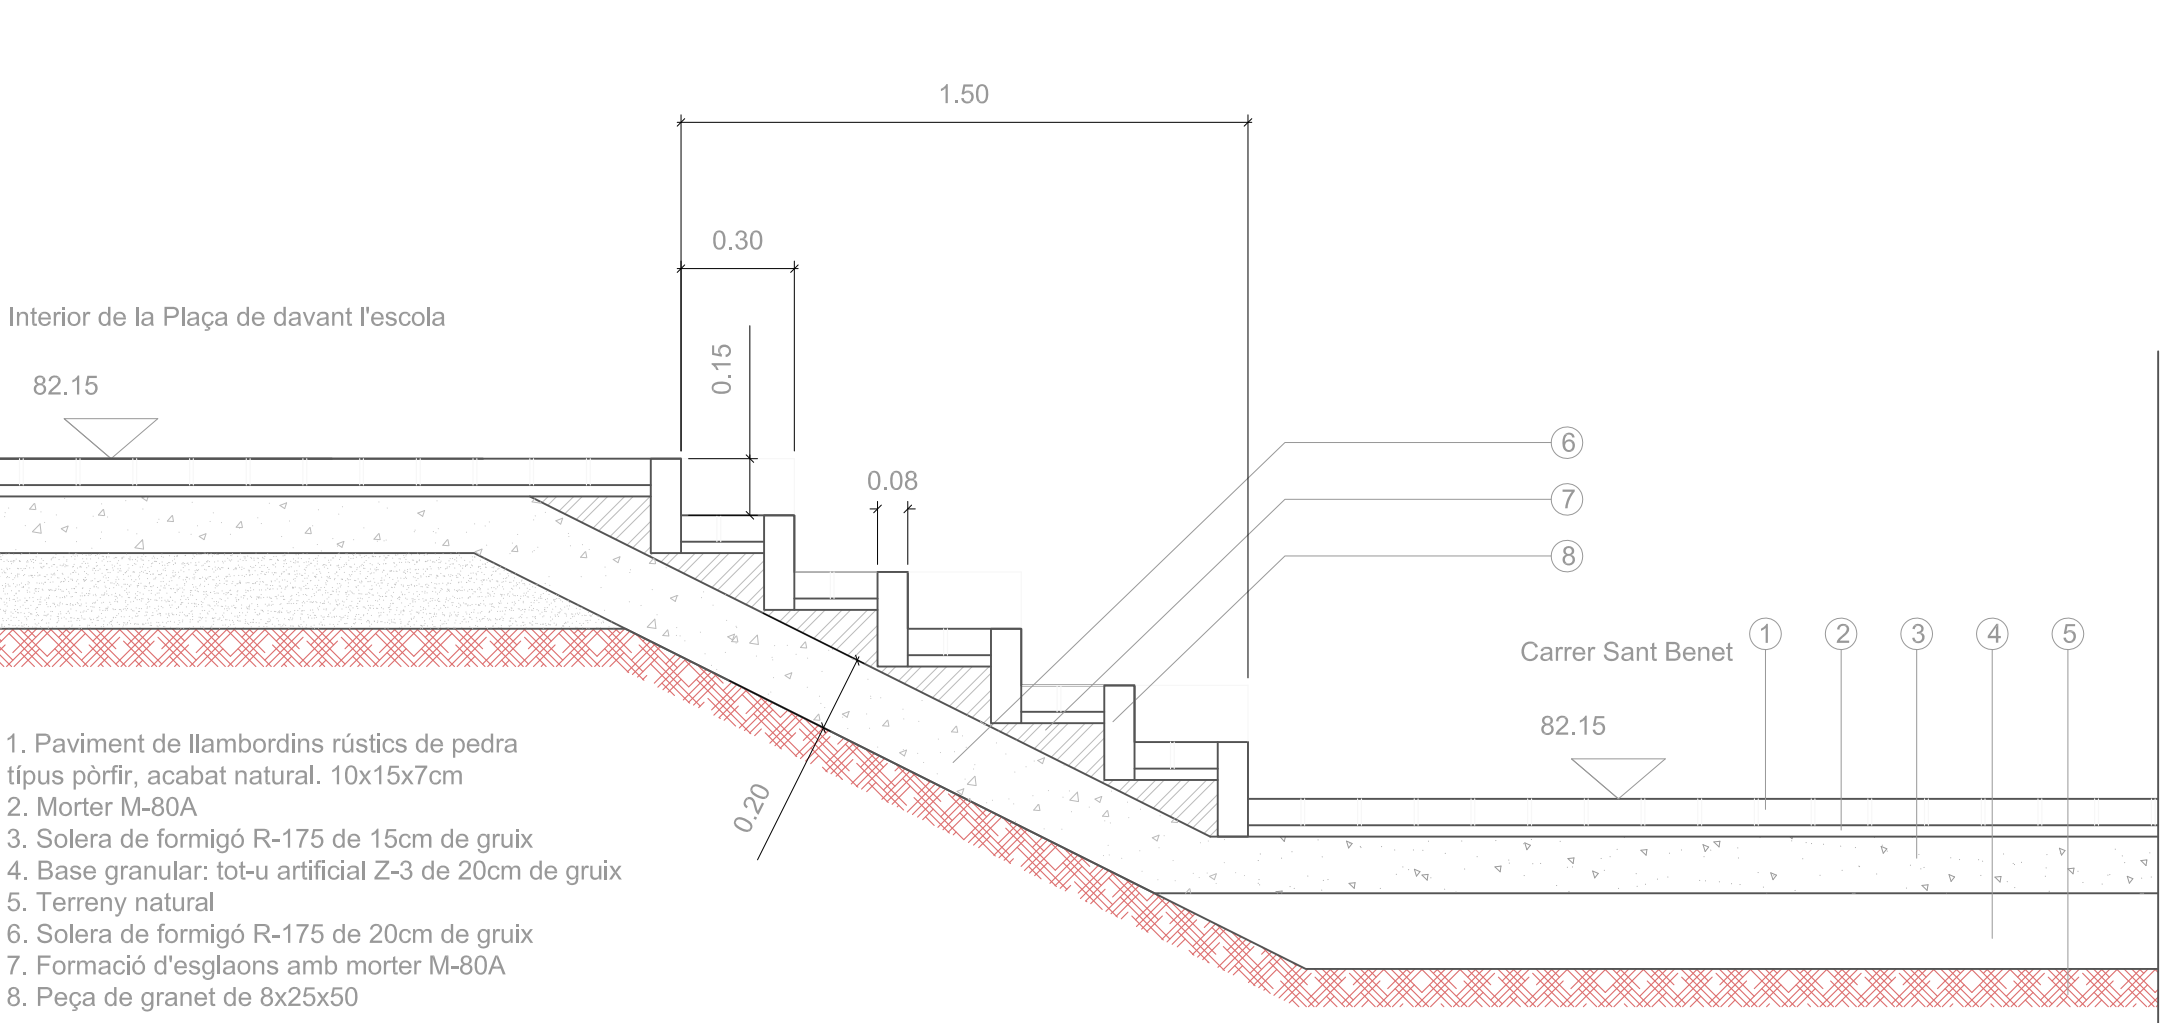 1.50
0.30
Interior de la Plaça de davant l'escola
0.15
82.15
6
0.08
7
8
Carrer Sant Benet
1
2
3
4
5
82.15
0.20
1. Paviment de llambordins rústics de pedra
típus pòrfir, acabat natural. 10x15x7cm
2. Morter M-80A
3. Solera de formigó R-175 de 15cm de gruix
4. Base granular: tot-u artificial Z-3 de 20cm de gruix
5. Terreny natural
6. Solera de formigó R-175 de 20cm de gruix
7. Formació d'esglaons amb morter M-80A
8. Peça de granet de 8x25x50